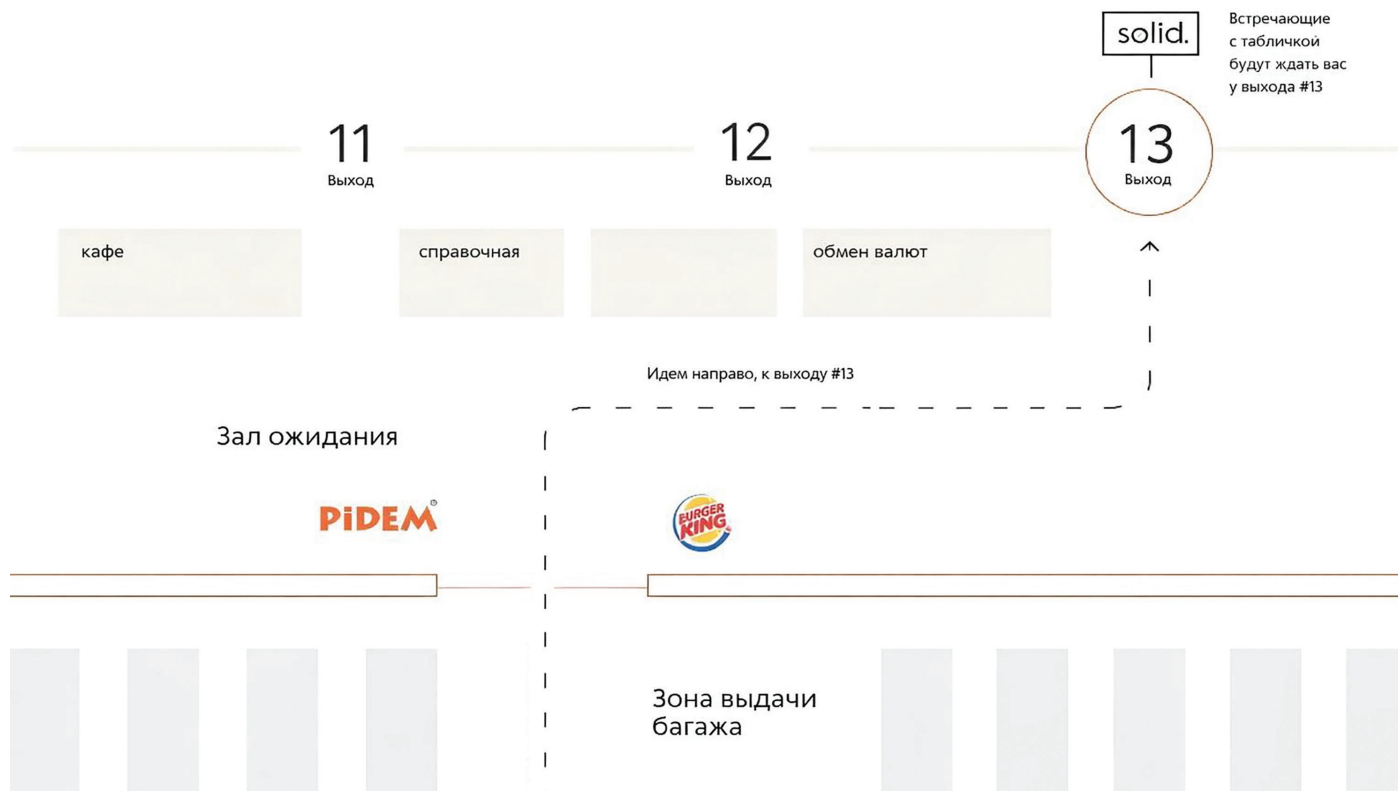 solid.
Встречающие
с табличкой
будут ждать вас
у выхода #13
11
Выход
12
Выход
13
Выход
кафе
справочная
обмен валют
Идем направо, к выходу #13
Зал ожидания
PiDEM®
BURGER
KING
Зона выдачи
багажа